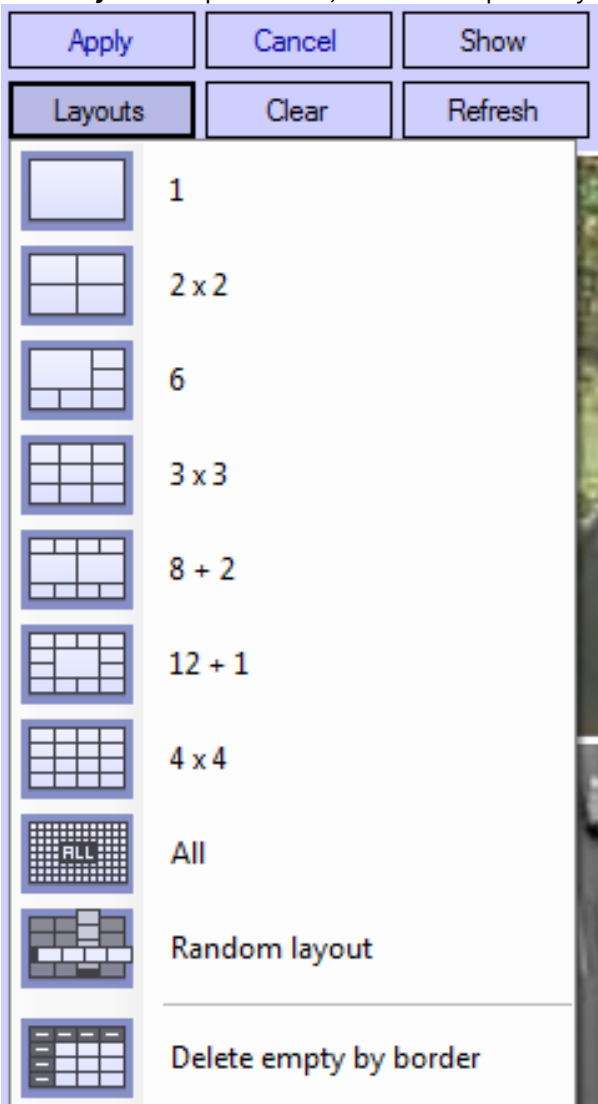 Apply Cancel Show
Layouts Clear Refresh
1
2 x 2
6
3 x 3
8 + 2
12 + 1
4 x 4
ALL All
Random layout
Delete empty by border